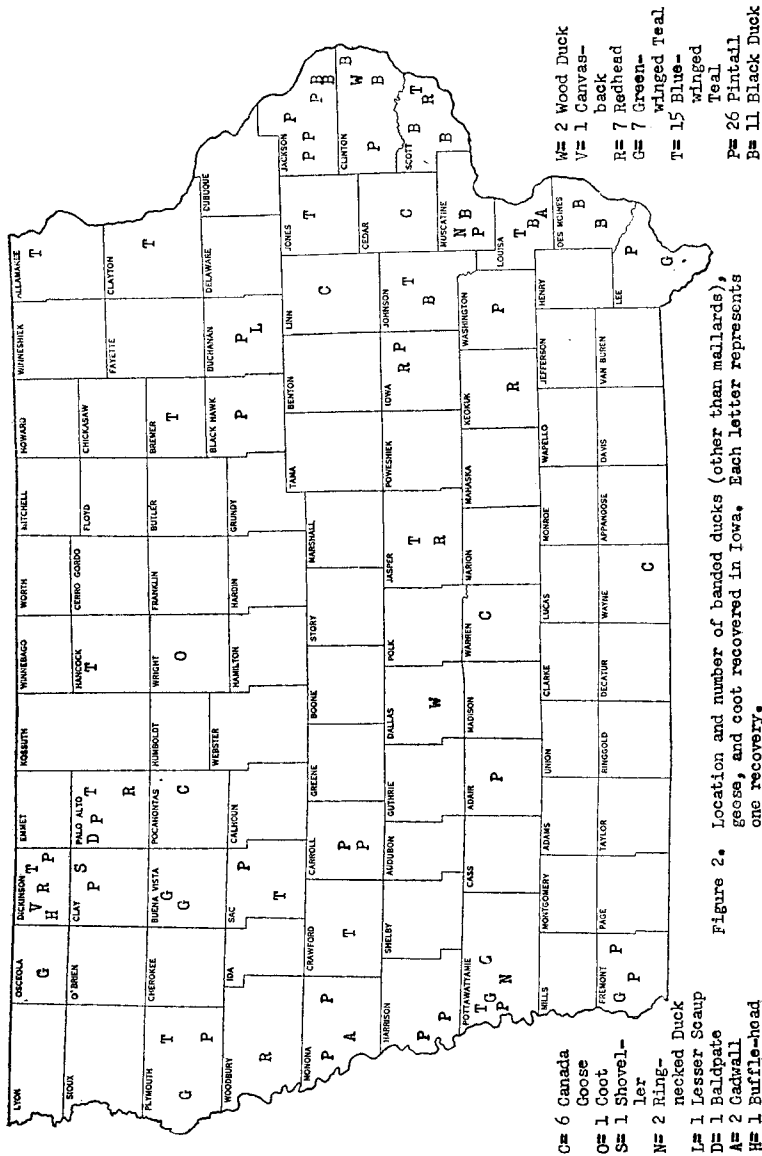 LYON OSCEOLA DICKINSON EMMET KOSSUTH WINNEBAGO WORTH MITCHELL HOWARD WINNESHIEK ALLAMAKEE
G V R T P T
H
SIOUX O'BRIEN CLAY PALO ALTO HANCOCK CERRO GORDO FLOYD CHICKASAW FAYETTE CLAYTON
P S D P T R T T
PLYMOUTH CHEROKEE BUENA VISTA POCAHONTAS HUMBOLDT WRIGHT FRANKLIN BUTLER BREMER
G T P G G C O T
WOODBURY IDA SAC CALHOUN WEBSTER HAMILTON HARDIN GRUNDY BLACK HAWK BUCHANAN DELAWARE DUBUQUE
R T P P P L
MONONA CRAWFORD CARROLL GREENE BOONE STORY MARSHALL TAMA BENTON LINN JONES JACKSON
P A P T P P C T P P P P B B
CLINTON
P W B B
CEDAR
C
HARRISON SHELBY AUDUBON GUTHRIE DALLAS POLK JASPER POWESHIEK IOWA JOHNSON SCOTT
P P W T R R P B T B R T B
MUSCATINE
N B P
POTTAWATTAMIE CASS ADAIR MADISON WARREN MARION MAHASKA KEOKUK WASHINGTON LOUISA
T G P N C P C R P T B A
MILLS MONTGOMERY ADAMS UNION CLARKE LUCAS MONROE WAPELLO JEFFERSON HENRY DES MOINES
B B
FREMONT PAGE TAYLOR RINGGOLD DECATUR WAYNE APPANOOSE DAVIS VAN BUREN LEE
G P P C P G
C= 6 Canada
Goose
O= 1 Coot
S= 1 Shovel-
ler
N= 2 Ring-
necked Duck
L= 1 Lesser Scaup
D= 1 Baldpate
A= 2 Gadwall
H= 1 Buffle-head
W= 2 Wood Duck
V= 1 Canvas-
back
R= 7 Redhead
G= 7 Green-
winged Teal
T= 15 Blue-
winged
Teal
P= 26 Pintail
B= 11 Black Duck
Figure 2. Location and number of banded ducks (other than mallards),
geese, and coot recovered in Iowa. Each letter represents
one recovery.